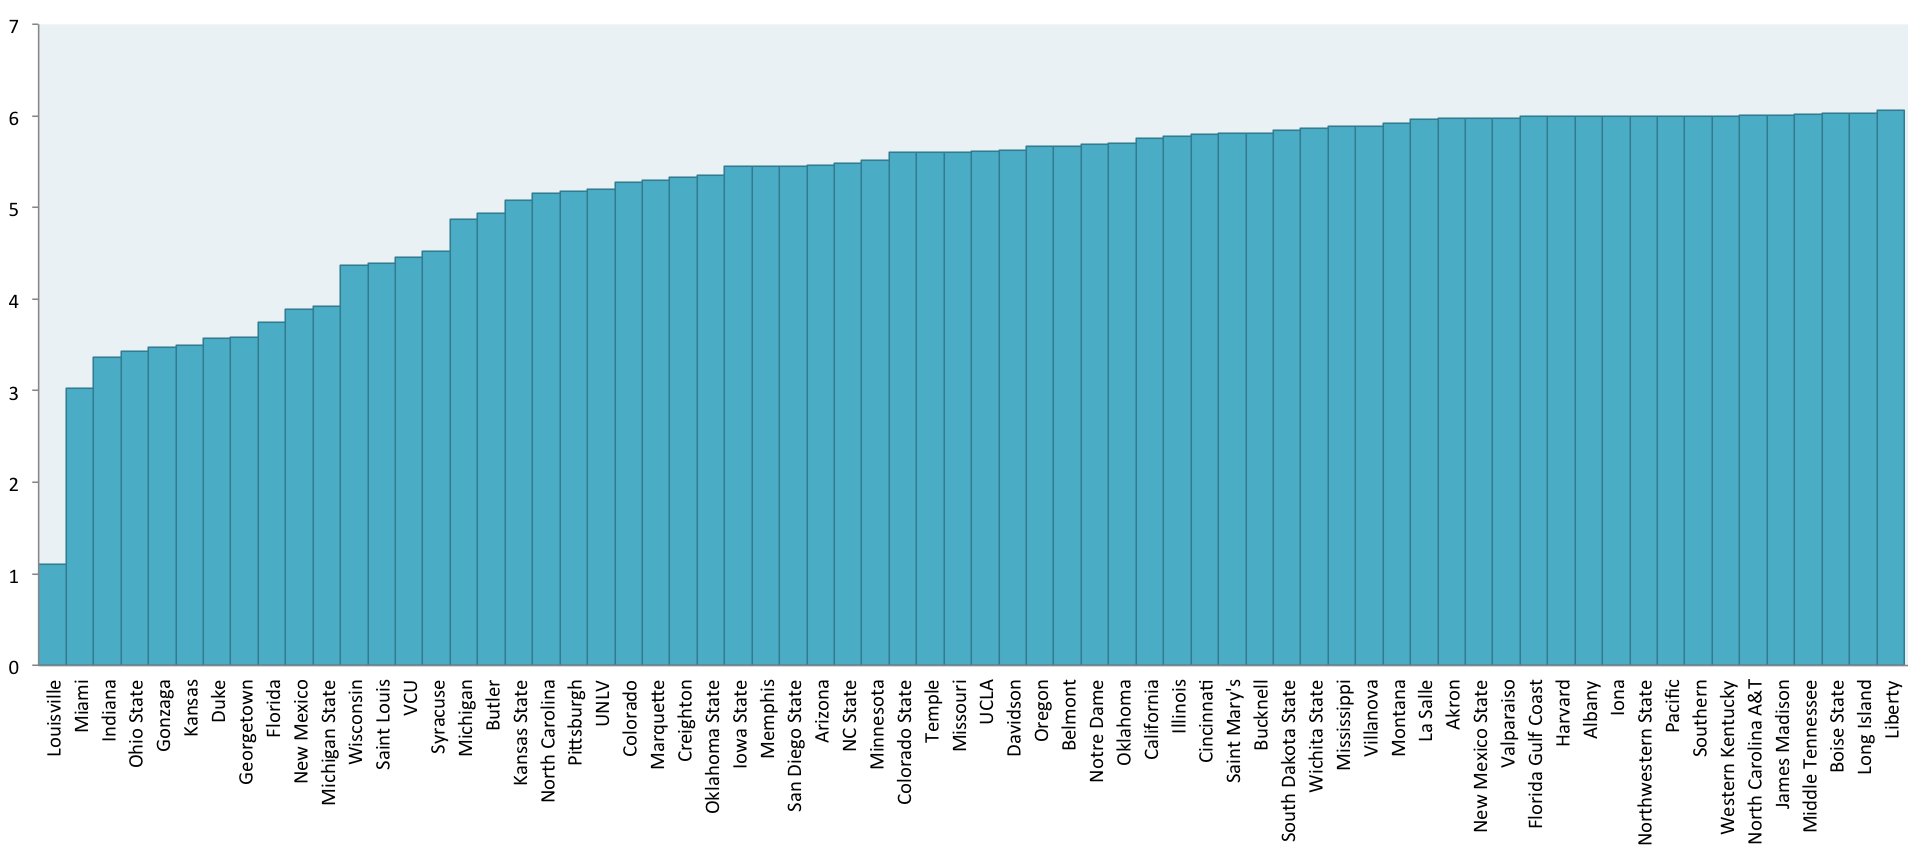 7
6
5
4
3
2
1
0
Louisville
Miami
Indiana
Ohio State
Gonzaga
Kansas
Duke
Georgetown
Florida
New Mexico
Michigan State
Wisconsin
Saint Louis
VCU
Syracuse
Michigan
Butler
Kansas State
North Carolina
Pittsburgh
UNLV
Colorado
Marquette
Creighton
Oklahoma State
Iowa State
Memphis
San Diego State
Arizona
NC State
Minnesota
Colorado State
Temple
Missouri
UCLA
Davidson
Oregon
Belmont
Notre Dame
Oklahoma
California
Illinois
Cincinnati
Saint Mary's
Bucknell
South Dakota State
Wichita State
Mississippi
Villanova
Montana
La Salle
Akron
New Mexico State
Valparaiso
Florida Gulf Coast
Harvard
Albany
Iona
Northwestern State
Pacific
Southern
Western Kentucky
North Carolina A&T
James Madison
Middle Tennessee
Boise State
Long Island
Liberty